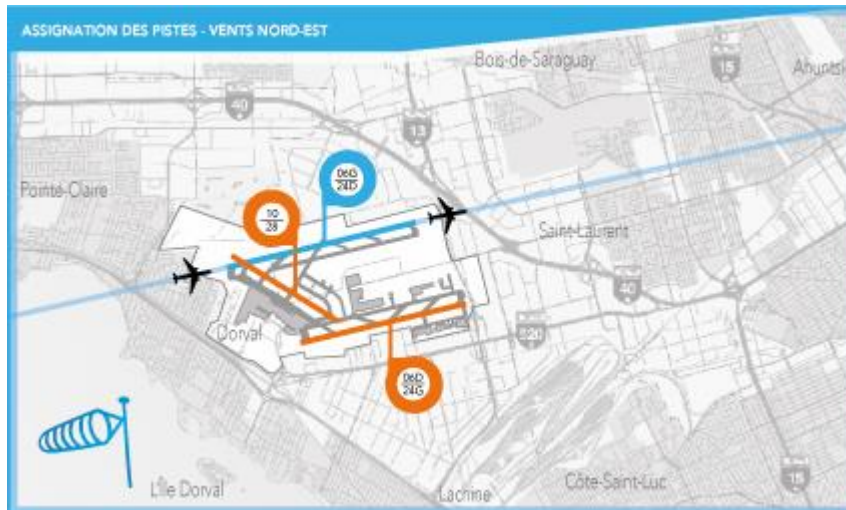 ASSIGNATION DES PISTES - VENTS NORD-EST
Bois-de-Saraguay
15
Ahunts
40
13
Pointe-Claire
06G
24D
10
28
Saint-Laurent
40
Dorval
520
06D
24G
L'Île Dorval
Lachine
Côte-Saint-Luc
15